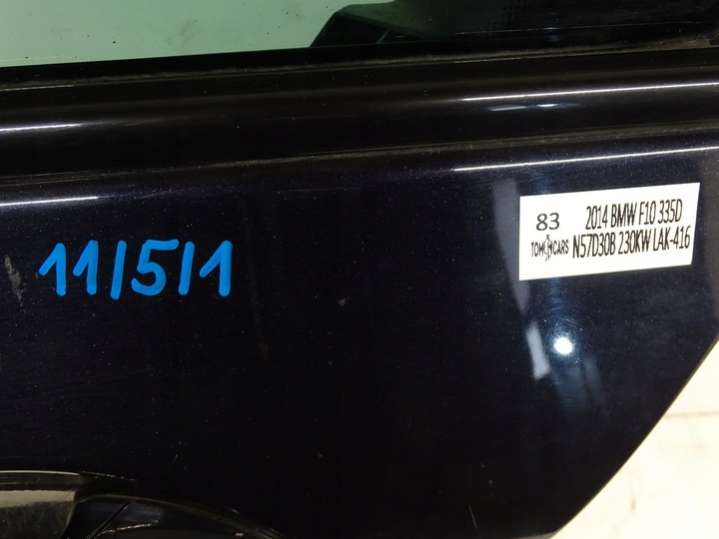 11/5/1
83
TOM CARS
2014 BMW F10 335D
N57D30B 230KW LAK-416